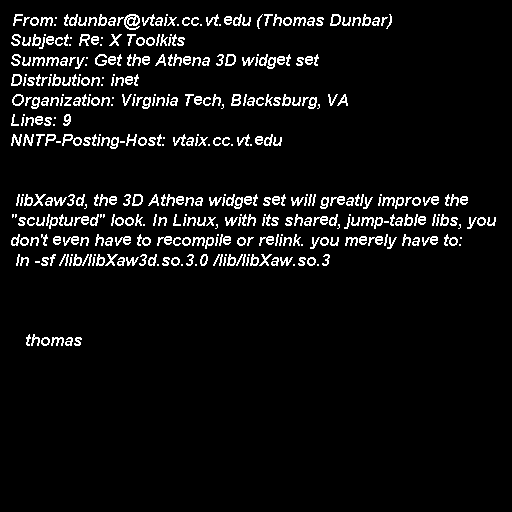 From: tdunbar@vtaix.cc.vt.edu (Thomas Dunbar)
Subject: Re: X Toolkits
Summary: Get the Athena 3D widget set
Distribution: inet
Organization: Virginia Tech, Blacksburg, VA
Lines: 9
NNTP-Posting-Host: vtaix.cc.vt.edu
libXaw3d, the 3D Athena widget set will greatly improve the
"sculptured" look. In Linux, with its shared, jump-table libs, you
don't even have to recompile or relink. you merely have to:
ln -sf /lib/libXaw3d.so.3.0 /lib/libXaw.so.3
thomas